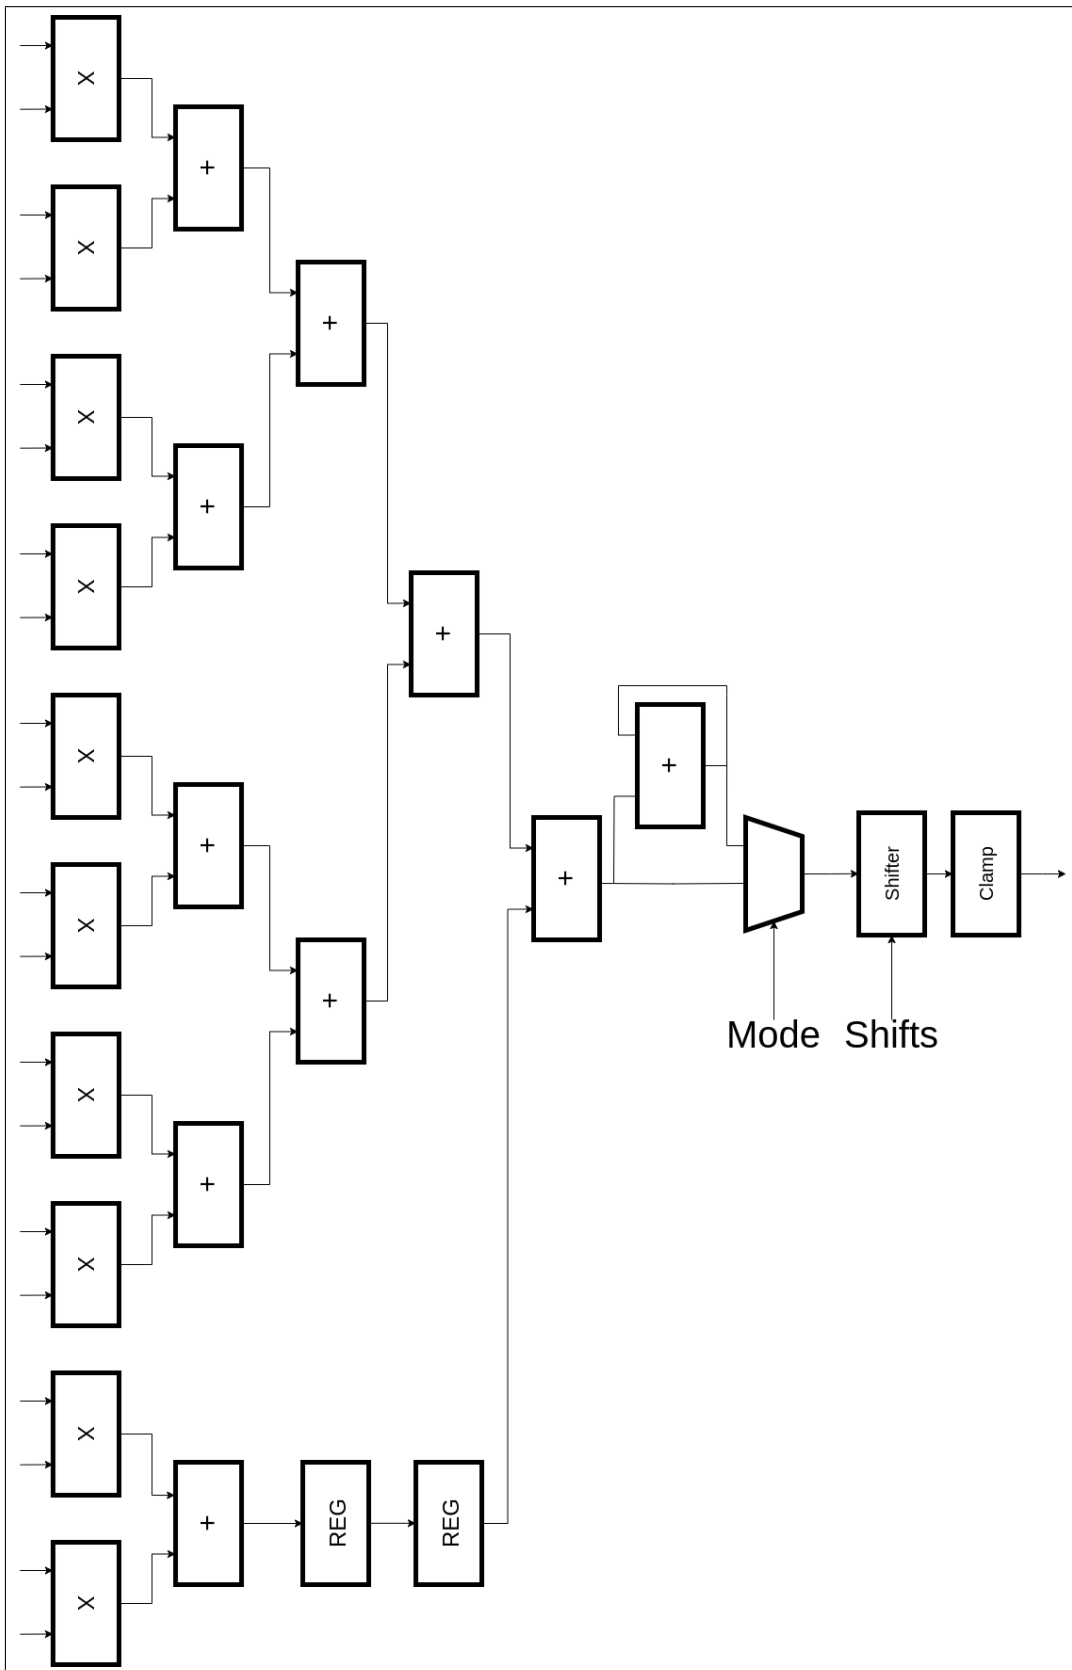 X
X
X
X
X
X
X
X
X
X
+
+
+
+
+
+
+
+
REG
REG
+
+
Mode
Shifter
Shifts
Clamp